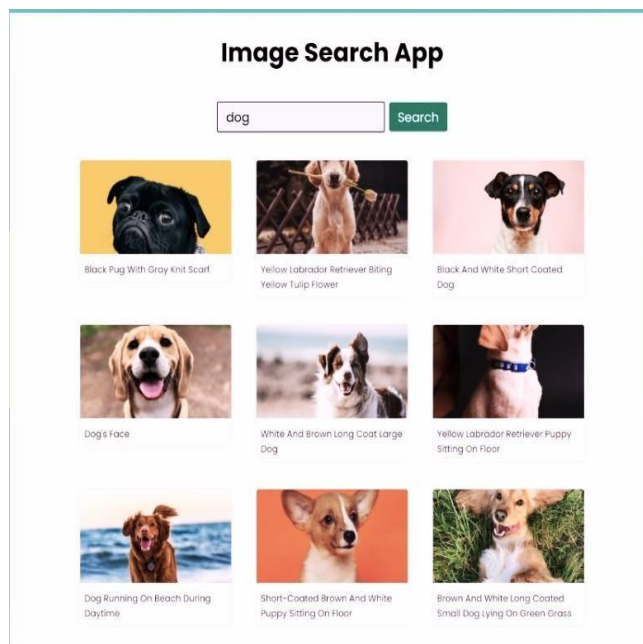 Image Search App
dog
Search
Black Pug With Gray Knit Scarf
Yellow Labrador Retriever Biting
Yellow Tulip Flower
Black And White Short Coated
Dog
Dog's Face
White And Brown Long Coat Large
Dog
Yellow Labrador Retriever Puppy
Sitting On Floor
Dog Running On Beach During
Daytime
Short-Coated Brown And White
Puppy Sitting On Floor
Brown And White Long Coated
Small Dog Lying On Green Grass